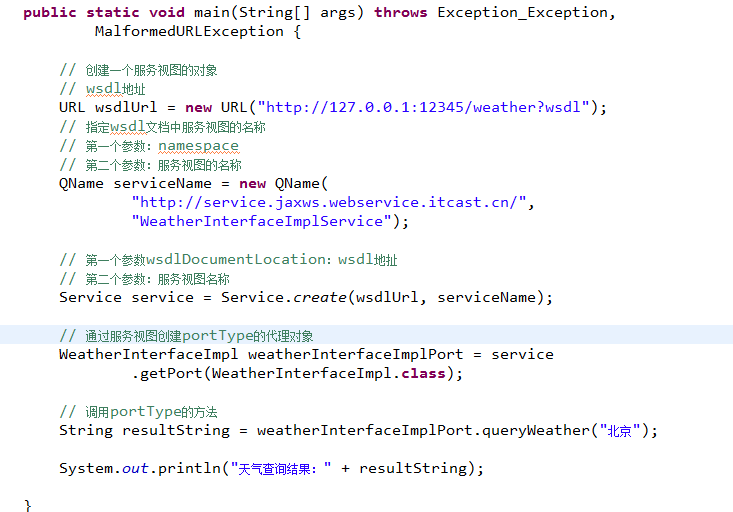 public static void main(String[] args) throws Exception_Exception,
MalformedURLException {
// 创建一个服务视图的对象
// wsdl地址
URL wsdlUrl = new URL("http://127.0.0.1:12345/weather?wsdl");
// 指定wsdl文档中服务视图的名称
// 第一个参数：namespace
// 第二个参数：服务视图的名称
QName serviceName = new QName(
"http://service.jaxws.webservice.itcast.cn/",
"WeatherInterfaceImplService");
// 第一个参数wsdlDocumentLocation：wsdl地扯
// 第二个参数：服务视图名称
Service service = Service.create(wsdlUrl, serviceName);
// 通过服务视图创建portType的代理对象
WeatherInterfaceImpl weatherInterfaceImplPort = service
.getPort(WeatherInterfaceImpl.class);
// 调用portType的方法
String resultString = weatherInterfaceImplPort.queryWeather("北京");
System.out.println("天气查询结果：" + resultString);
}